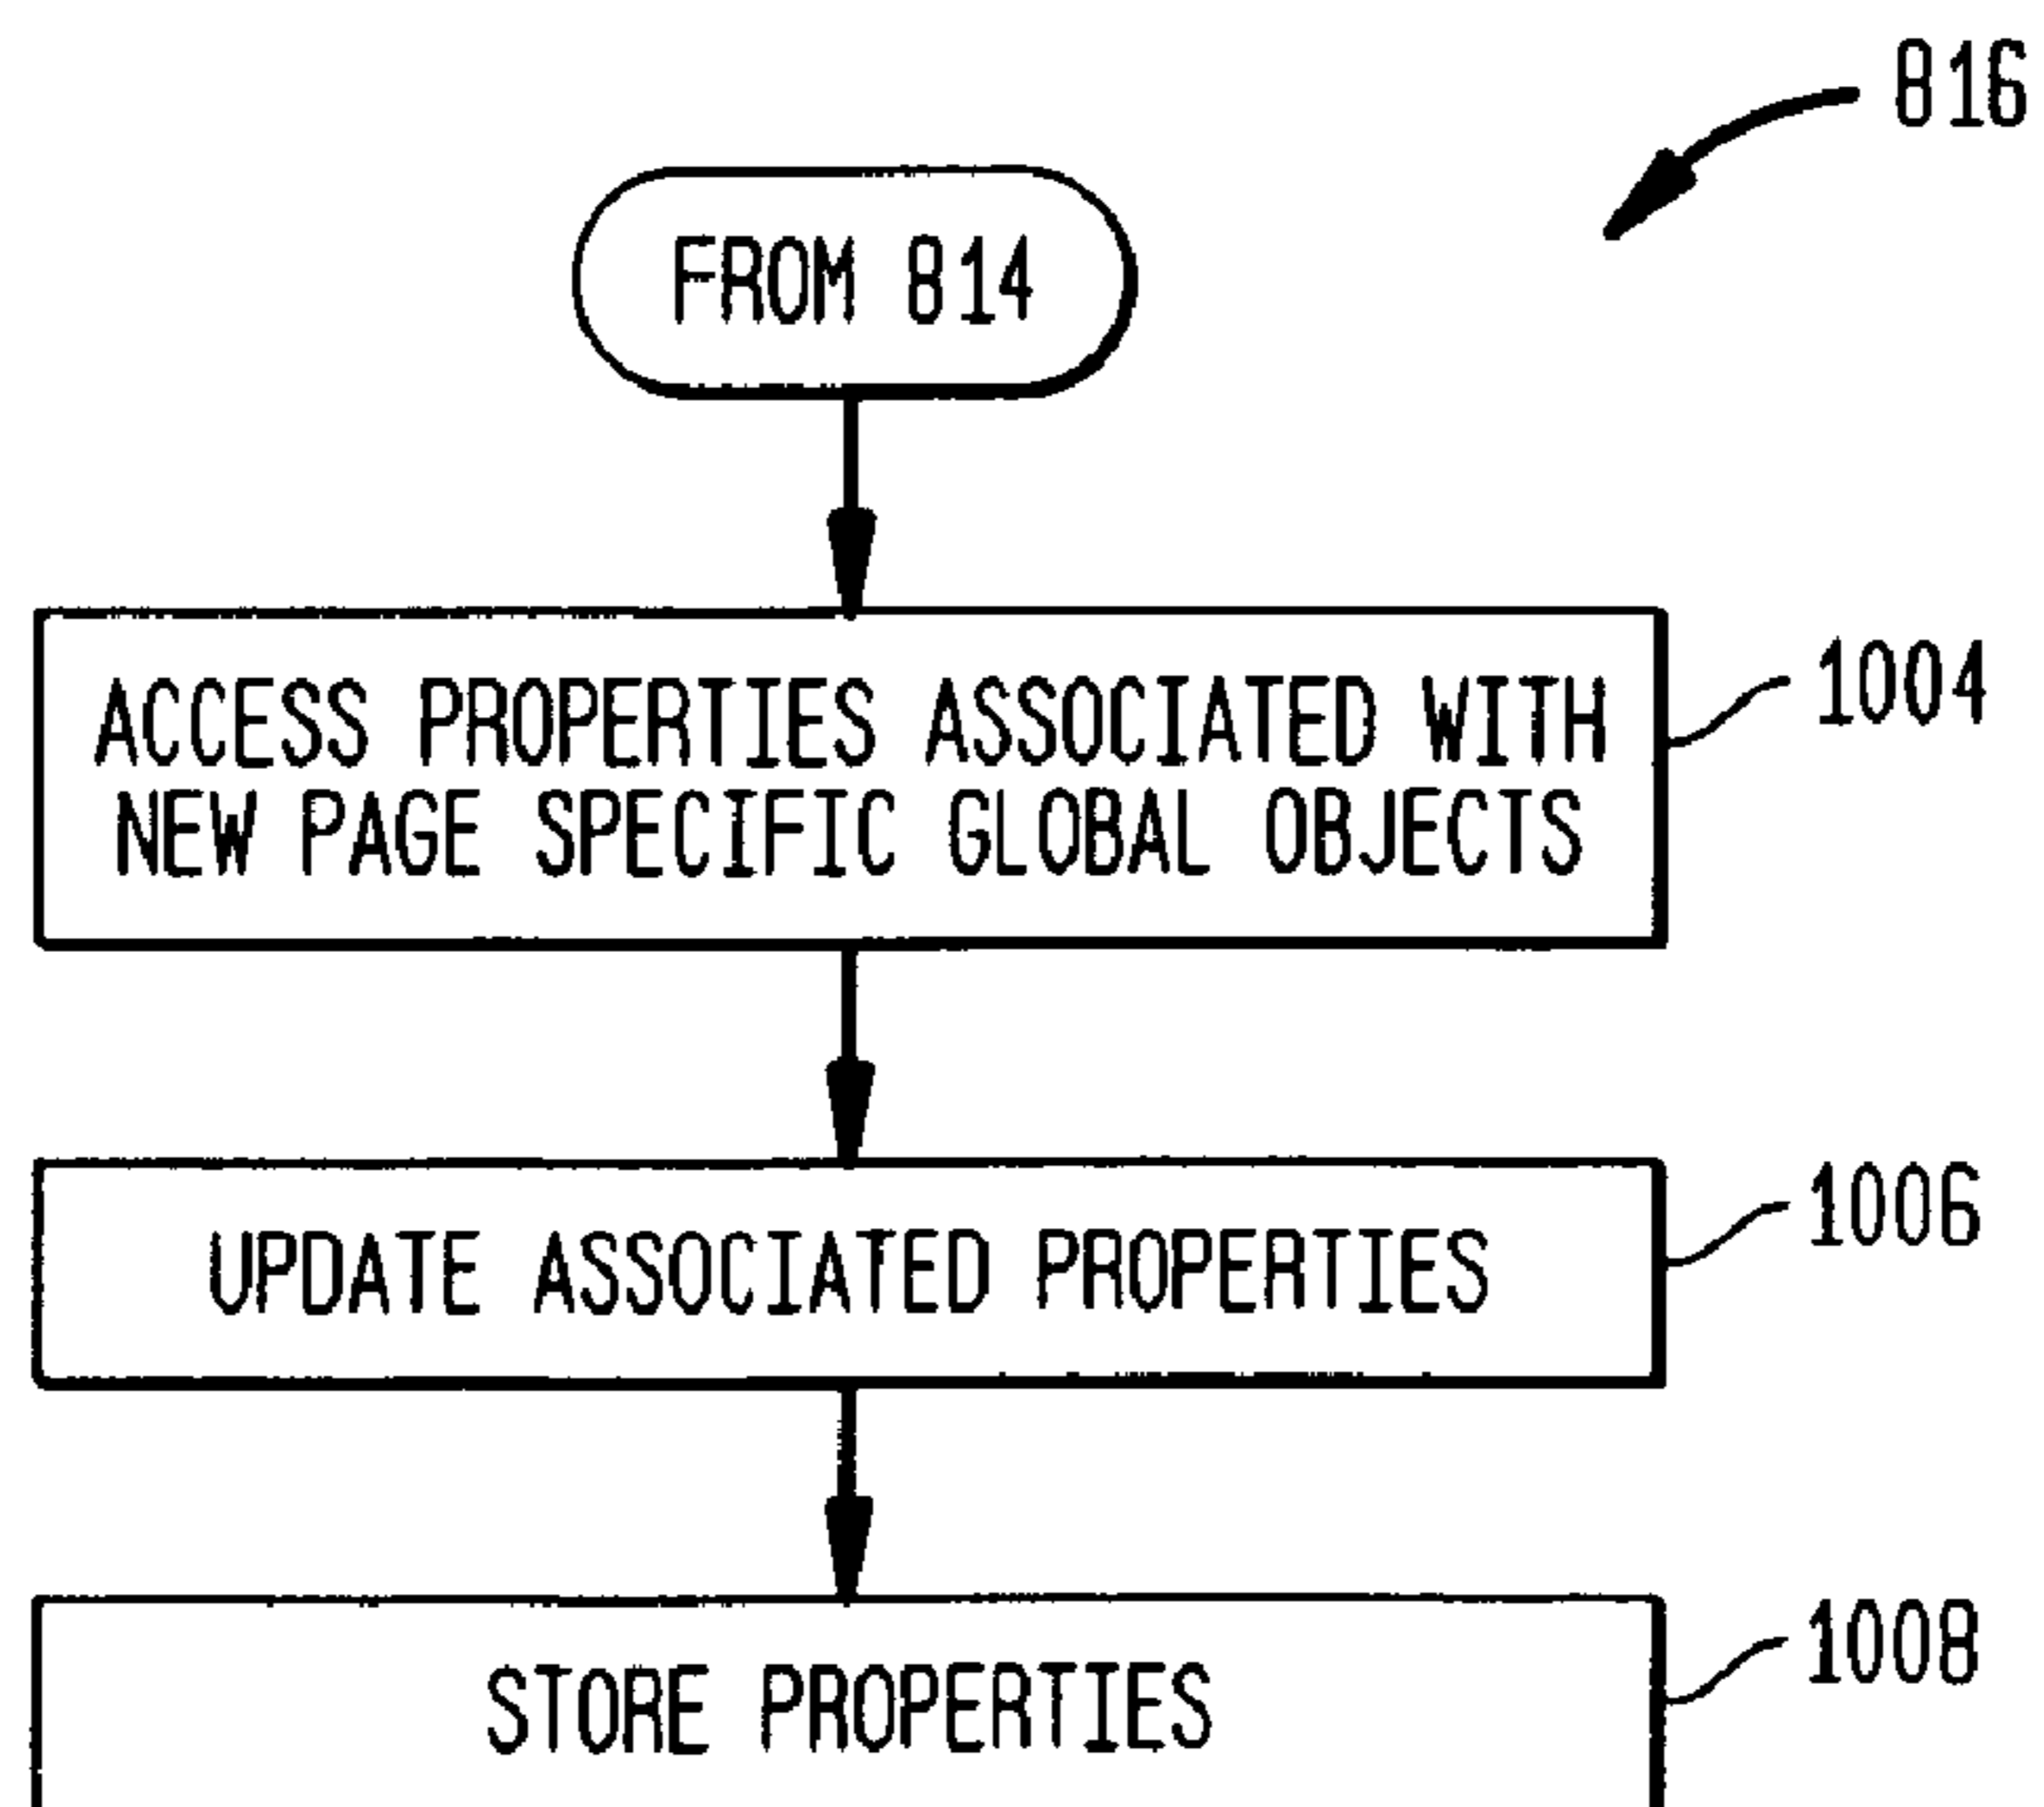 816
FROM 814
ACCESS PROPERTIES ASSOCIATED WITH
NEW PAGE SPECIFIC GLOBAL OBJECTS
1004
UPDATE ASSOCIATED PROPERTIES
1006
STORE PROPERTIES
1008